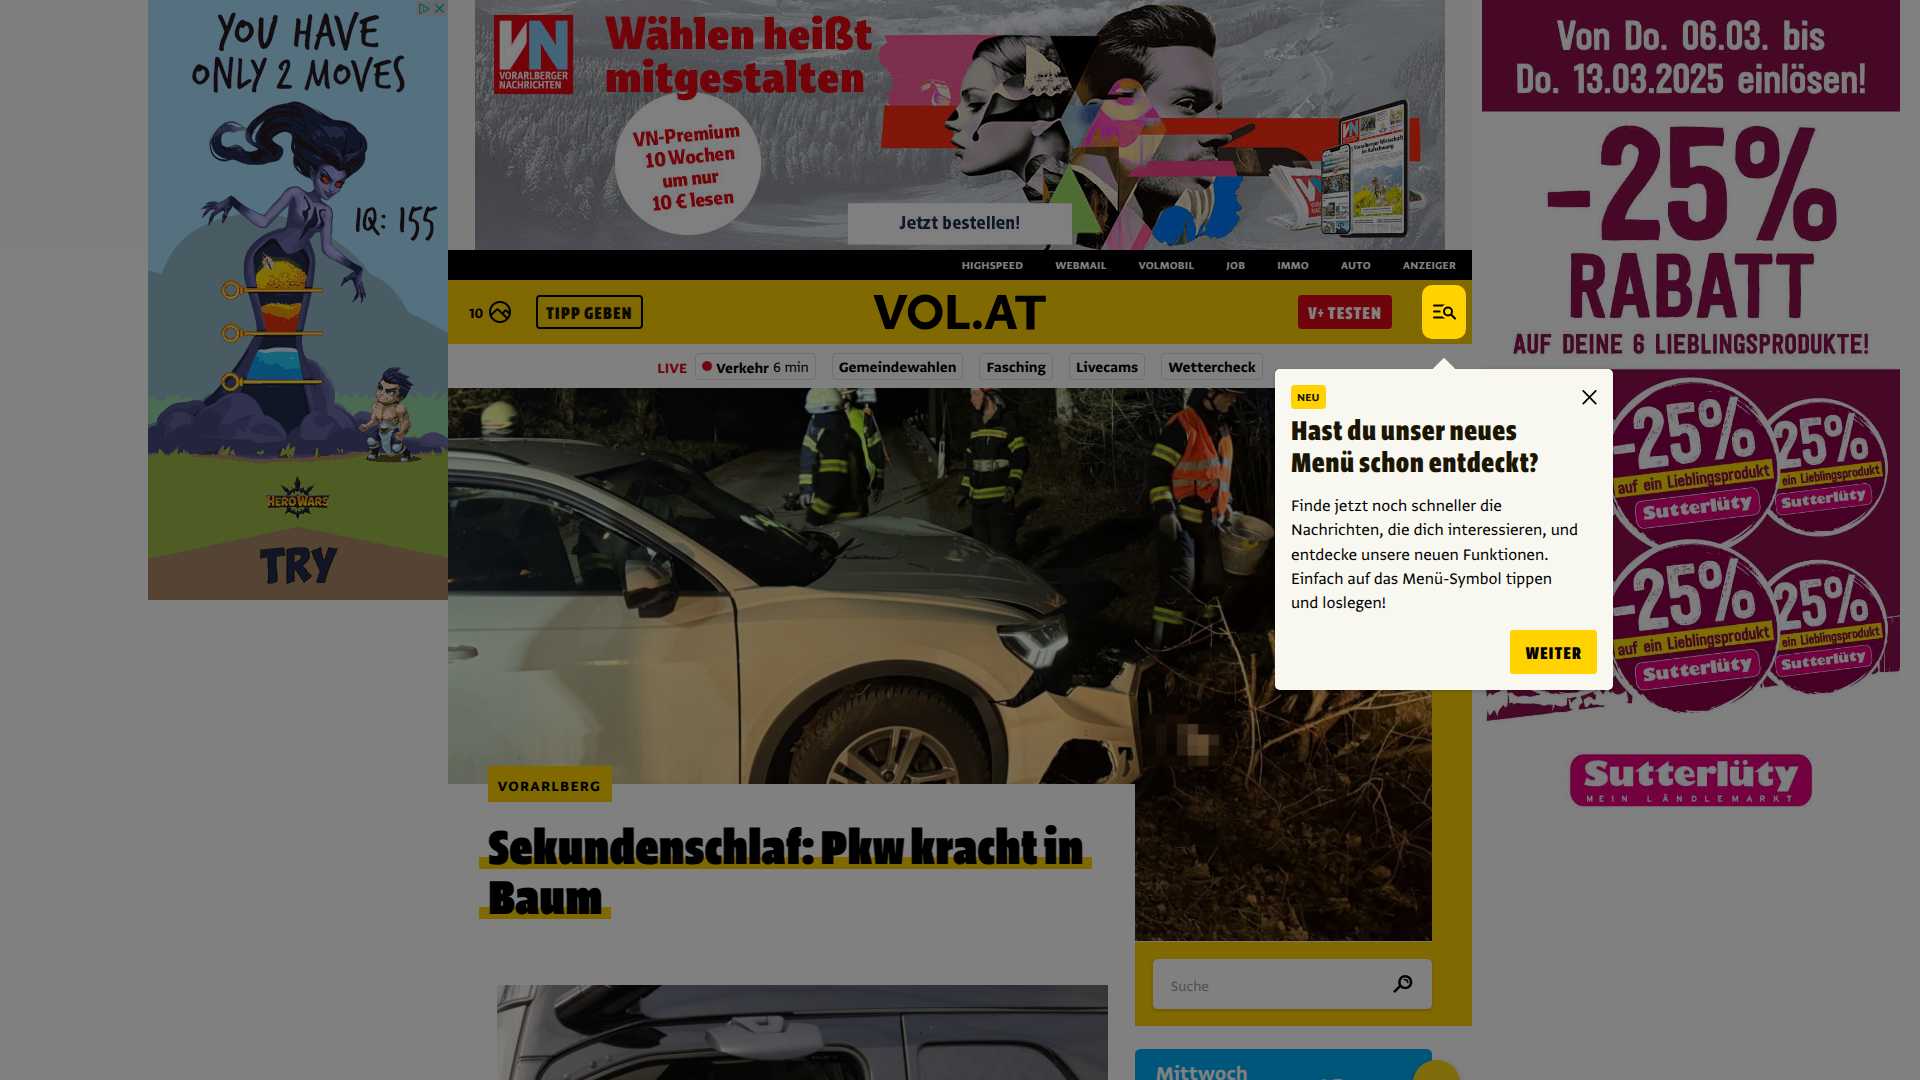 YOU HAVE
ONLY 2 MOVES
IQ: 155
HERO WARS
TRY
VN
VORARLBERGER
NACHRICHTEN
Wählen heißt
mitgestalten
VN-Premium
10 Wochen
um nur
10 € lesen
Jetzt bestellen!
Von Do. 06.03. bis
Do. 13.03.2025 einlösen!
-25%
RABATT
AUF DEINE 6 LIEBLINGSPRODUKTE!
HIGHSPEED WEBMAIL VOLMOBIL JOB IMMO AUTO ANZEIGER
10 TIPP GEBEN VOL.AT V+ TESTEN
LIVE Verkehr 6 min Gemeindewahlen Fasching Livecams Wettercheck
NEU
Hast du unser neues
Menü schon entdeckt?
Finde jetzt noch schneller die
Nachrichten, die dich interessieren, und
entdecke unsere neuen Funktionen.
Einfach auf das Menü-Symbol tippen
und loslegen!
WEITER
-25%
auf ein Lieblingsprodukt
Sutterlüty
25%
ein Lieblingsprodukt
Sutterlüty
-25%
auf ein Lieblingsprodukt
Sutterlüty
25%
ein Lieblingsprodukt
Sutterlüty
Sutterlüty
MEIN LÄNDLEMARKT
VORARLBERG
Sekundenschlaf: Pkw kracht in
Baum
Suche
Mittwoch